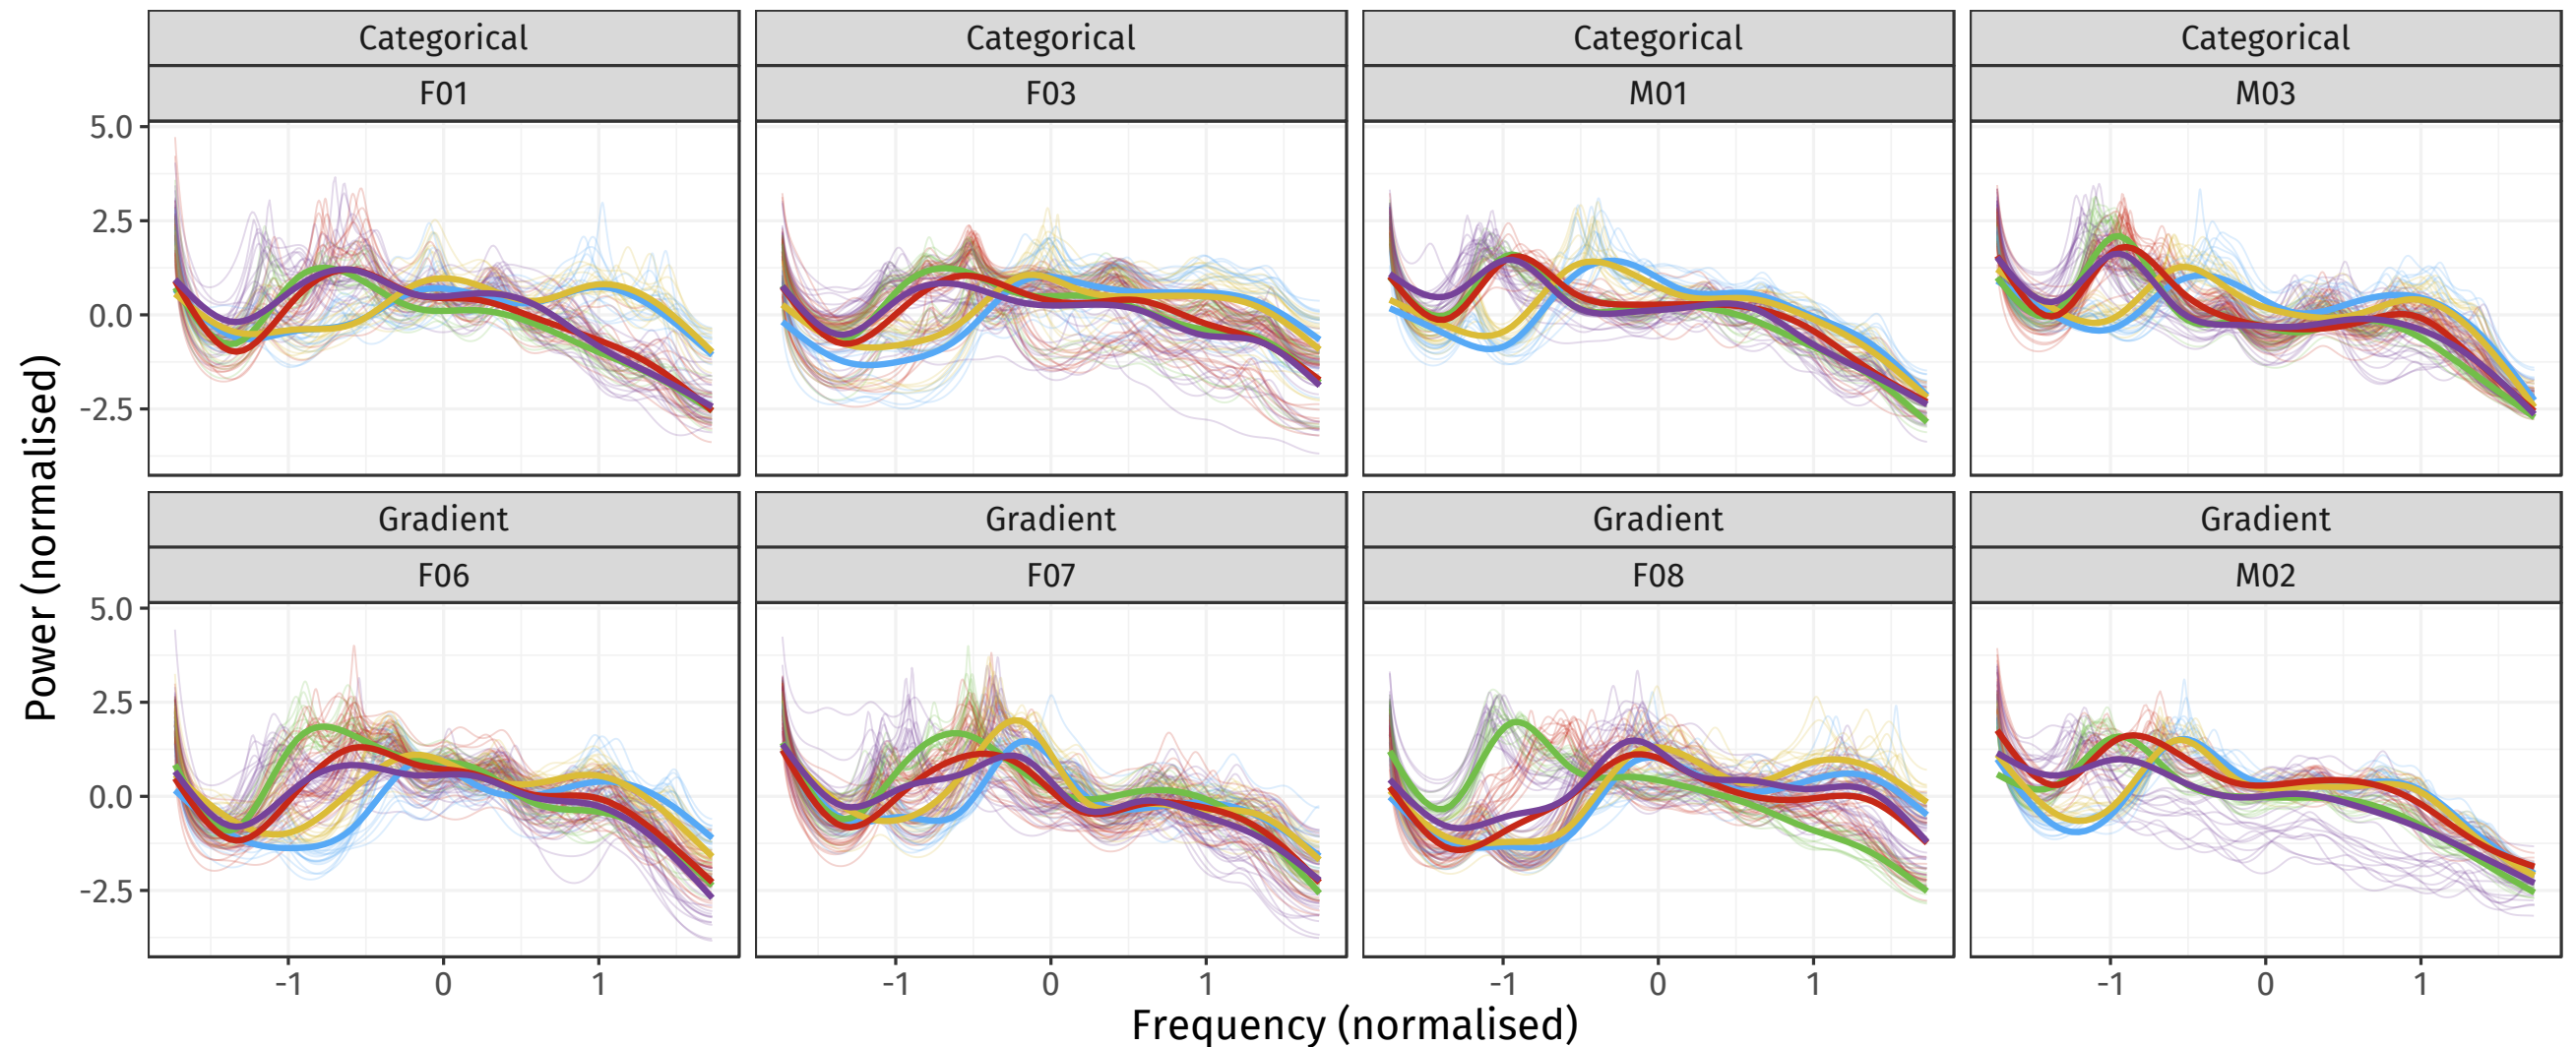 Categorical Categorical Categorical Categorical
F01 F03 M01 M03
5.0
2.5
0.0
−2.5
Gradient Gradient Gradient Gradient
F06 F07 F08 M02
5.0
2.5
0.0
−2.5
-1 0 1 -1 0 1 -1 0 1 -1 0 1
Frequency (normalised)
Power (normalised)